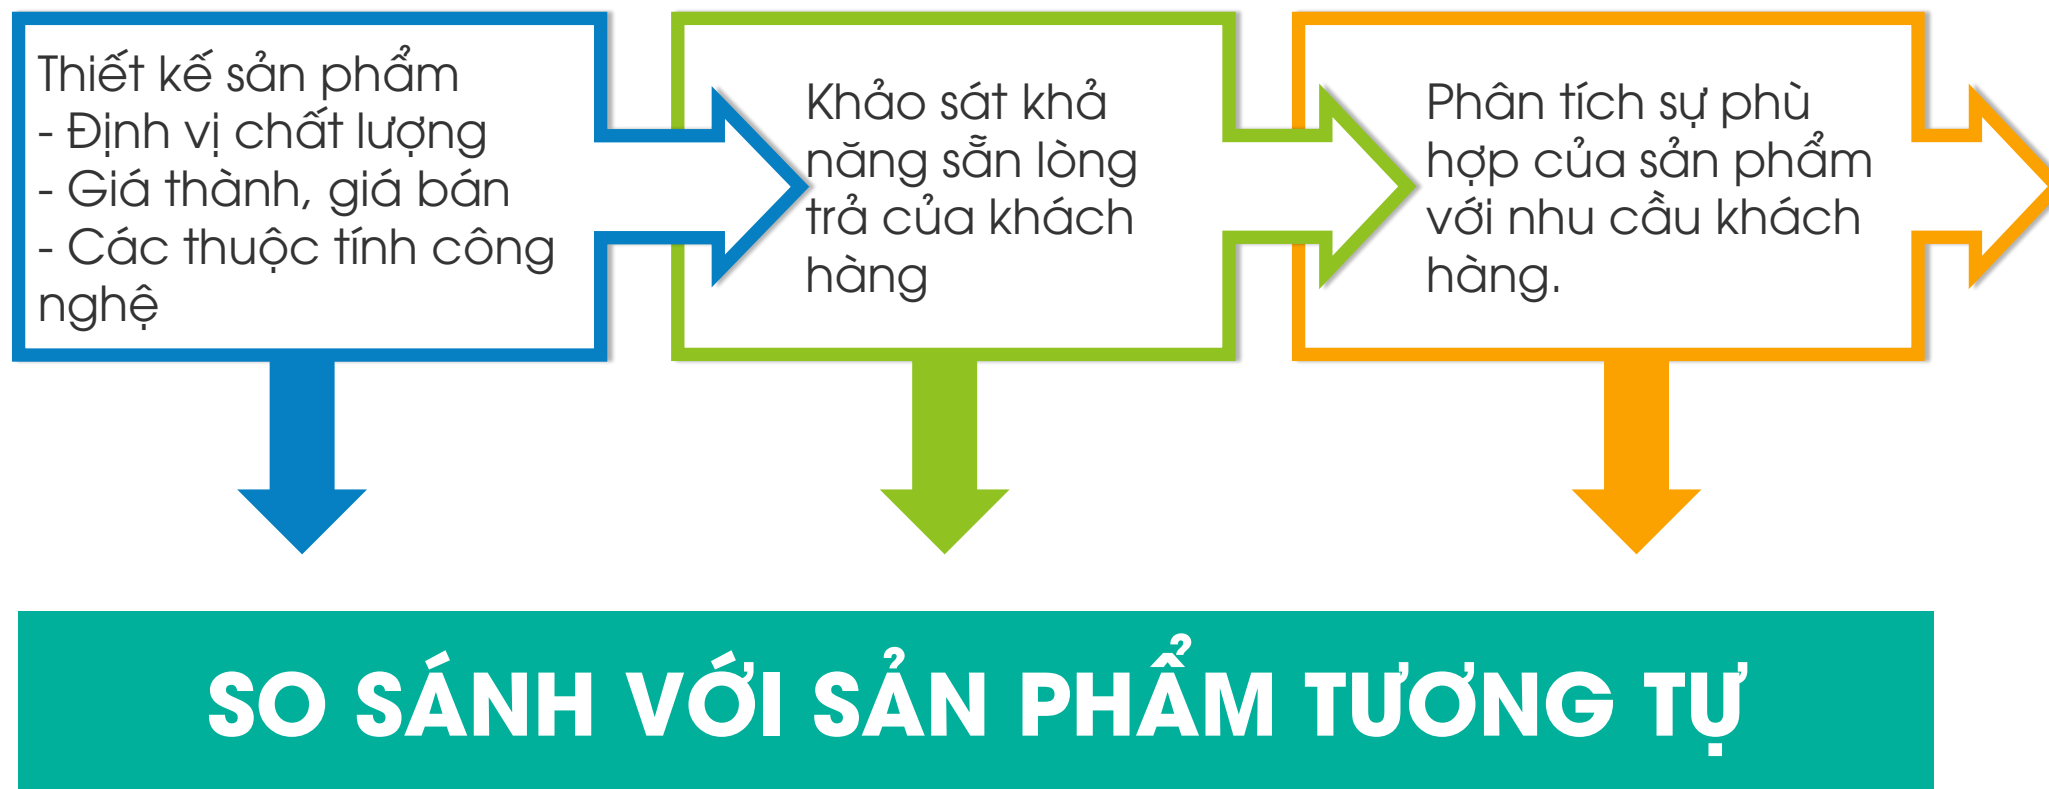 Thiết kế sản phẩm
- Định vị chất lượng
- Giá thành, giá bán
- Các thuộc tính công
nghệ
Khảo sát khả
năng sẵn lòng
trả của khách
hàng
Phân tích sự phù
hợp của sản phẩm
với nhu cầu khách
hàng.
SO SÁNH VỚI SẢN PHẨM TƯƠNG TỰ